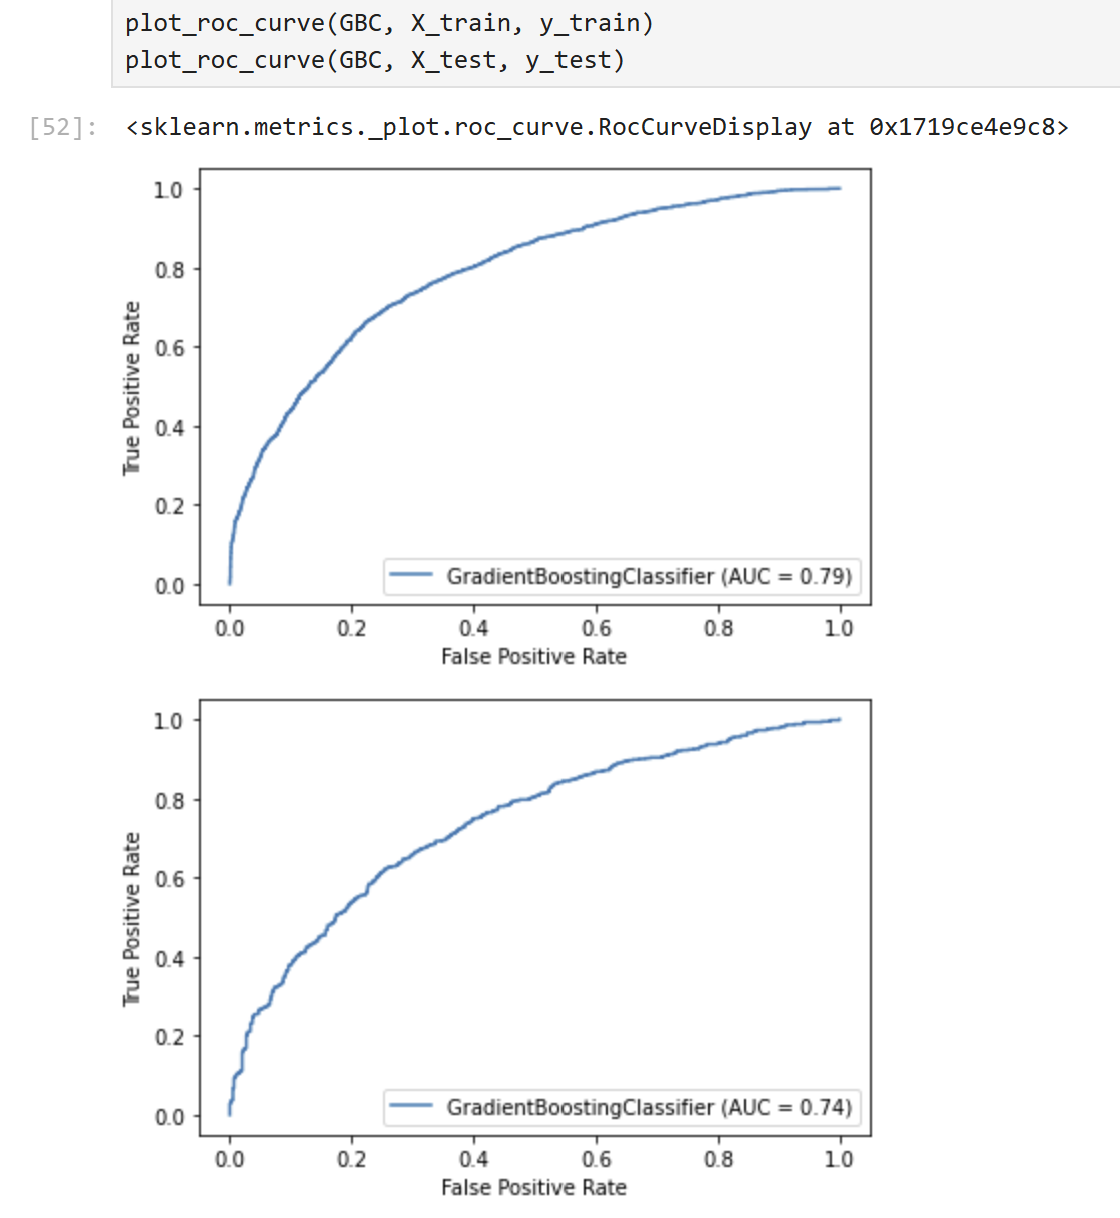 plot_roc_curve(GBC, X_train, y_train)
plot_roc_curve(GBC, X_test, y_test)
[52]: <sklearn.metrics._plot.roc_curve.RocCurveDisplay at 0x1719ce4e9c8>
1.0
0.8
0.6
0.4
0.2
0.0
True Positive Rate
GradientBoostingClassifier (AUC = 0.79)
0.0 0.2 0.4 0.6 0.8 1.0
False Positive Rate
1.0
0.8
0.6
0.4
0.2
0.0
True Positive Rate
GradientBoostingClassifier (AUC = 0.74)
0.0 0.2 0.4 0.6 0.8 1.0
False Positive Rate